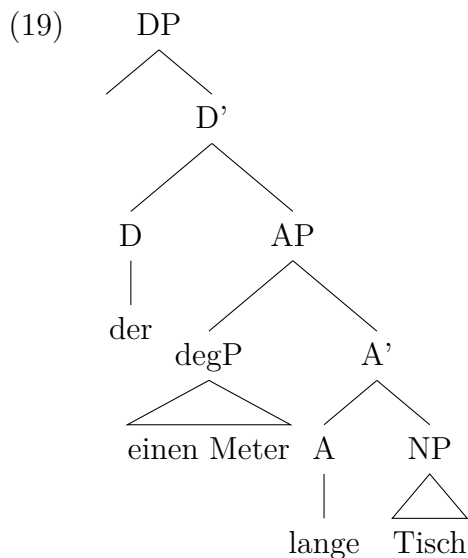 (19) DP
D'
D AP
der
degP A'
einen Meter A NP
lange Tisch